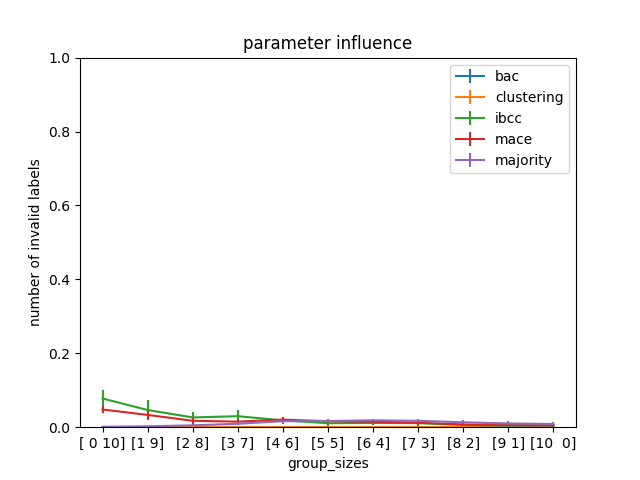 parameter influence
1.0
0.8
0.6
0.4
0.2
0.0
number of invalid labels
bac
clustering
ibcc
mace
majority
[ 0 10] [1 9] [2 8] [3 7] [4 6] [5 5] [6 4] [7 3] [8 2] [9 1] [10  0]
group_sizes